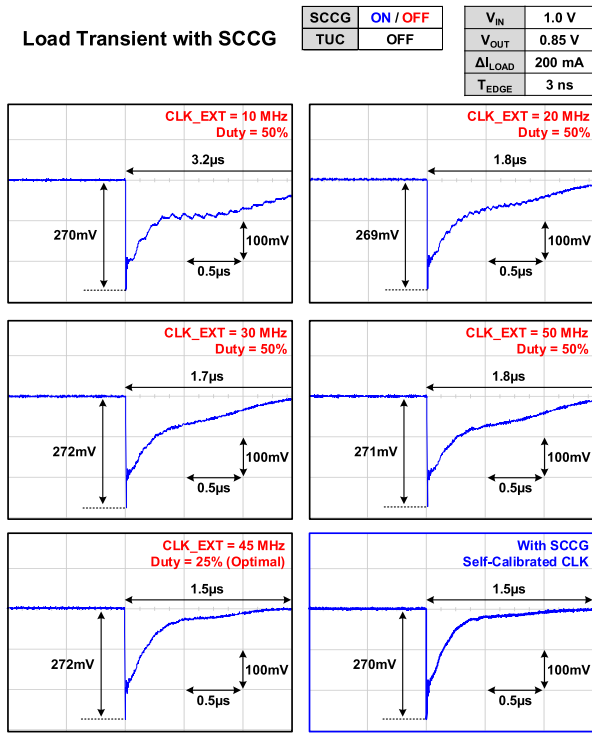 Load Transient with SCCG
SCCG ON / OFF
TUC OFF
V_IN 1.0 V
V_OUT 0.85 V
ΔI_LOAD 200 mA
T_EDGE 3 ns
CLK_EXT = 10 MHz
Duty = 50%
3.2µs
270mV
100mV
0.5µs
CLK_EXT = 20 MHz
Duty = 50%
1.8µs
269mV
100mV
0.5µs
CLK_EXT = 30 MHz
Duty = 50%
1.7µs
272mV
100mV
0.5µs
CLK_EXT = 50 MHz
Duty = 50%
1.8µs
271mV
100mV
0.5µs
CLK_EXT = 45 MHz
Duty = 25% (Optimal)
1.5µs
272mV
100mV
0.5µs
With SCCG
Self-Calibrated CLK
1.5µs
270mV
100mV
0.5µs